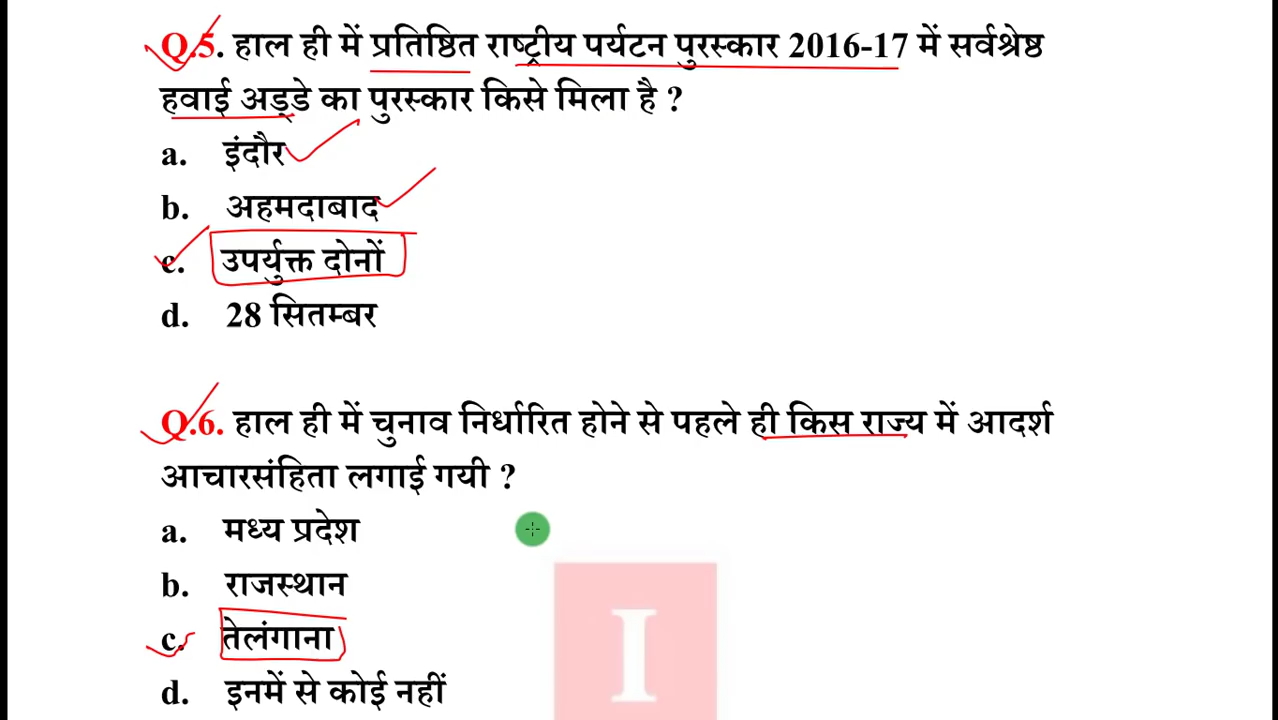 Q.5. हाल ही में प्रतिष्ठित राष्ट्रीय पर्यटन पुरस्कार 2016-17 में सर्वश्रेष्ठ
हवाई अड्डे का पुरस्कार किसे मिला है ?
a. इंदौर
b. अहमदाबाद
c. उपर्युक्त दोनों
d. 28 सितम्बर
Q.6. हाल ही में चुनाव निर्धारित होने से पहले ही किस राज्य में आदर्श
आचारसंहिता लगाई गयी ?
a. मध्य प्रदेश
b. राजस्थान
c. तेलंगाना
d. इनमें से कोई नहीं
I